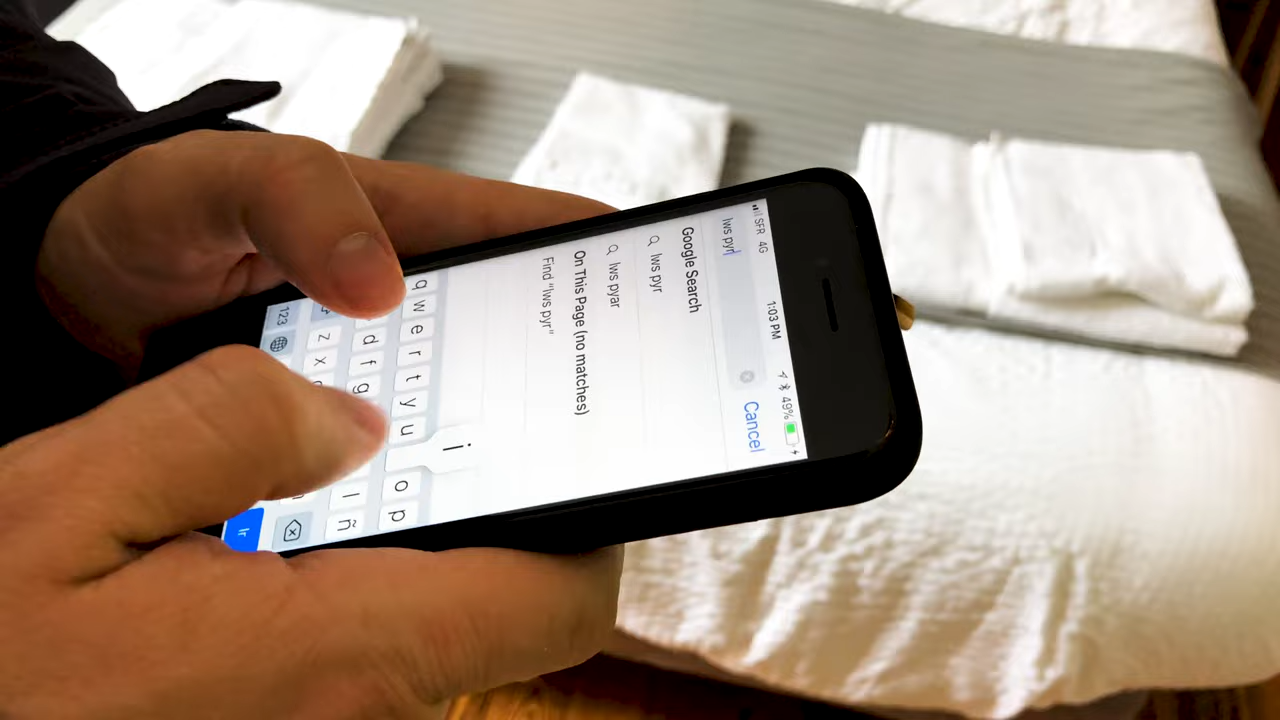 SFR 4G 1:03 PM 49%
lws pyr Cancel
Google Search
lws pyr
lws pyar
On This Page (no matches)
Find "lws pyr"
q w e r t y u i o p
d f g l ñ
123 z x
Ir